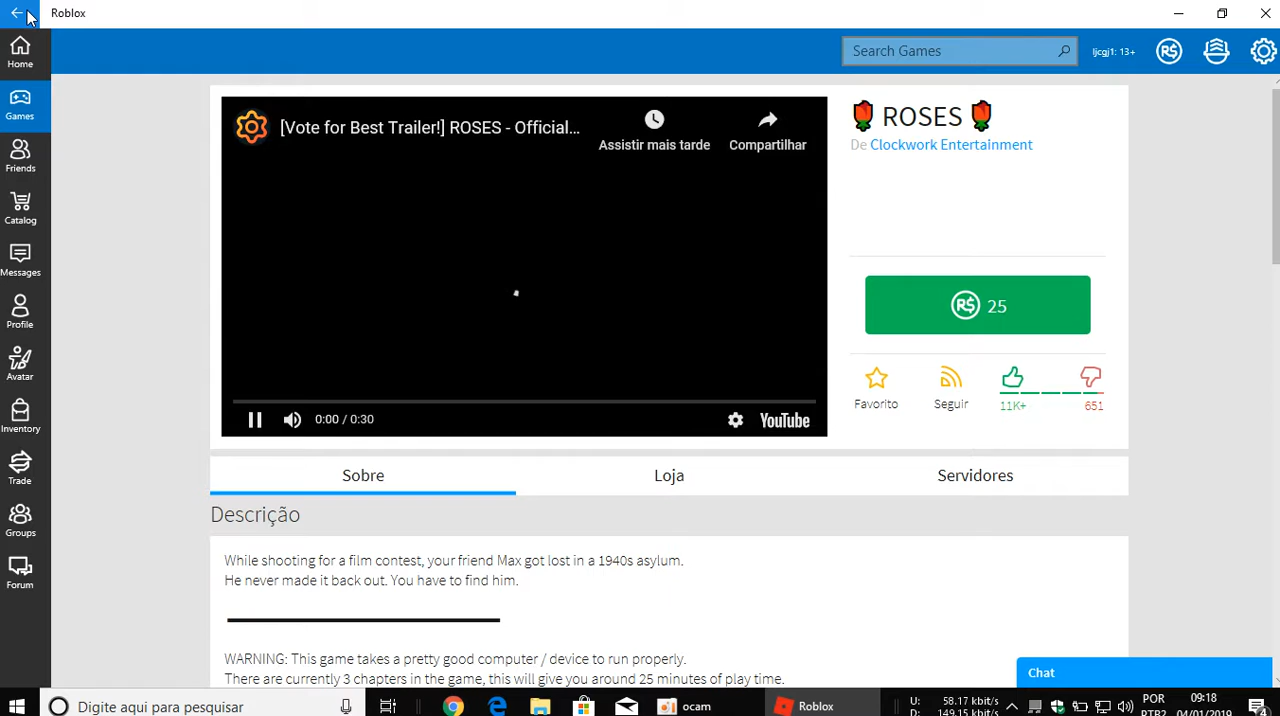 Roblox
Search Games
ljcgj1: 13+
Home
Games
Friends
Catalog
Messages
Profile
Avatar
Inventory
Trade
Groups
Forum
[Vote for Best Trailer!] ROSES - Official...
Assistir mais tarde
Compartilhar
0:00 / 0:30
YouTube
ROSES
De Clockwork Entertainment
R$ 25
Favorito
Seguir
11K+
651
Sobre
Loja
Servidores
Descrição
While shooting for a film contest, your friend Max got lost in a 1940s asylum.
He never made it back out. You have to find him.
WARNING: This game takes a pretty good computer / device to run properly.
There are currently 3 chapters in the game, this will give you around 25 minutes of play time.
Chat
Digite aqui para pesquisar
ocam
Roblox
U: 58.17 kbit/s
D: 149.15 kbit/s
POR
PTB2
09:18
04/01/2019
4